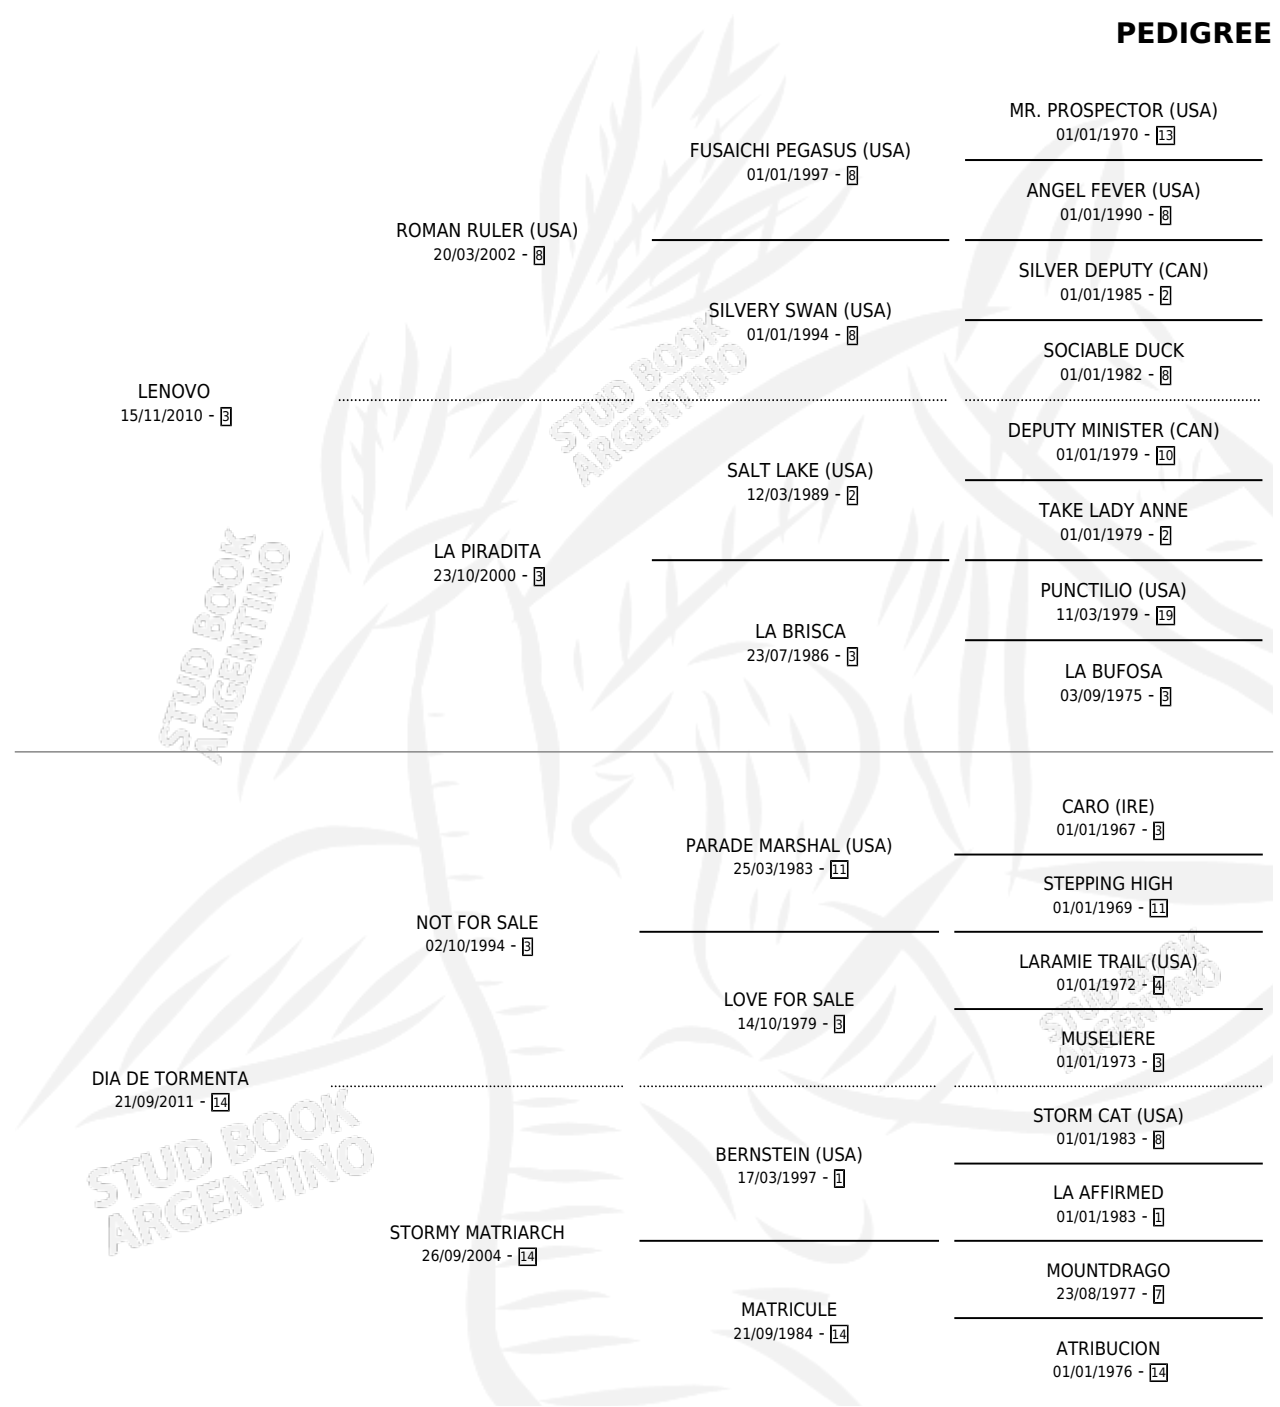 PEDIGREE
MR. PROSPECTOR (USA)
01/01/1970 - 13
FUSAICHI PEGASUS (USA)
01/01/1997 - 8
ANGEL FEVER (USA)
01/01/1990 - 8
ROMAN RULER (USA)
20/03/2002 - 8
SILVER DEPUTY (CAN)
01/01/1985 - 2
SILVERY SWAN (USA)
01/01/1994 - 8
SOCIABLE DUCK
01/01/1982 - 8
LENOVO
15/11/2010 - 3
DEPUTY MINISTER (CAN)
01/01/1979 - 10
SALT LAKE (USA)
12/03/1989 - 2
TAKE LADY ANNE
01/01/1979 - 2
LA PIRADITA
23/10/2000 - 3
PUNCTILIO (USA)
11/03/1979 - 19
LA BRISCA
23/07/1986 - 3
LA BUFOSA
03/09/1975 - 3
CARO (IRE)
01/01/1967 - 3
PARADE MARSHAL (USA)
25/03/1983 - 11
STEPPING HIGH
01/01/1969 - 11
NOT FOR SALE
02/10/1994 - 3
LARAMIE TRAIL (USA)
01/01/1972 - 4
LOVE FOR SALE
14/10/1979 - 3
MUSELIERE
01/01/1973 - 3
DIA DE TORMENTA
21/09/2011 - 14
STORM CAT (USA)
01/01/1983 - 8
BERNSTEIN (USA)
17/03/1997 - 1
LA AFFIRMED
01/01/1983 - 1
STORMY MATRIARCH
26/09/2004 - 14
MOUNTDRAGO
23/08/1977 - 7
MATRICULE
21/09/1984 - 14
ATRIBUCION
01/01/1976 - 14
STUD BOOK
ARGENTINO
STUD BOOK
ARGENTINO
STUD BOOK
ARGENTINO
STUD BOOK
ARGENTINO